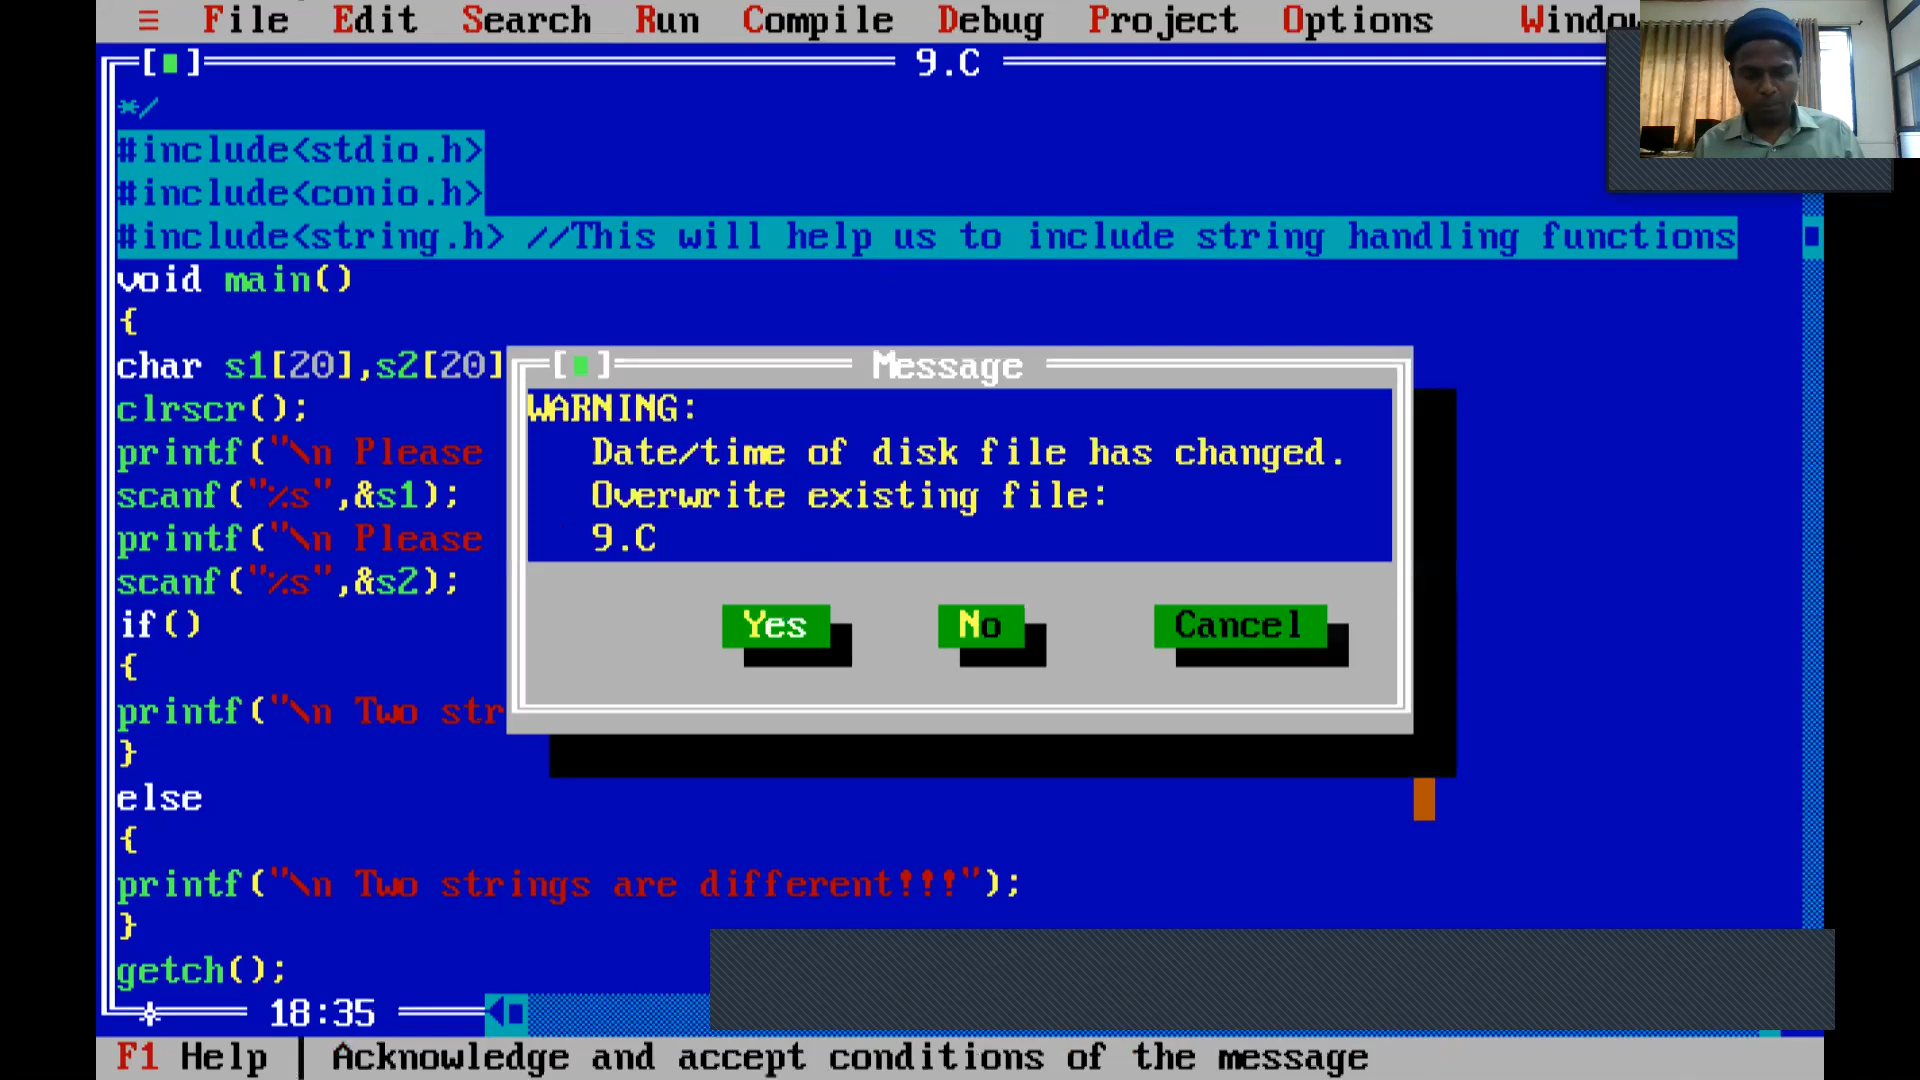 ≡ File Edit Search Run Compile Debug Project Options Window
[■] 9.C
*/
#include<stdio.h>
#include<conio.h>
#include<string.h> //This will help us to include string handling functions
void main()
{
char s1[20],s2[20]
clrscr();
printf("\n Please
scanf("%s",&s1);
printf("\n Please
scanf("%s",&s2);
if()
{
printf("\n Two str
}
else
{
printf("\n Two strings are different!!!");
}
getch();
[■] Message
WARNING:
Date/time of disk file has changed.
Overwrite existing file:
9.C
Yes No Cancel
18:35
F1 Help | Acknowledge and accept conditions of the message